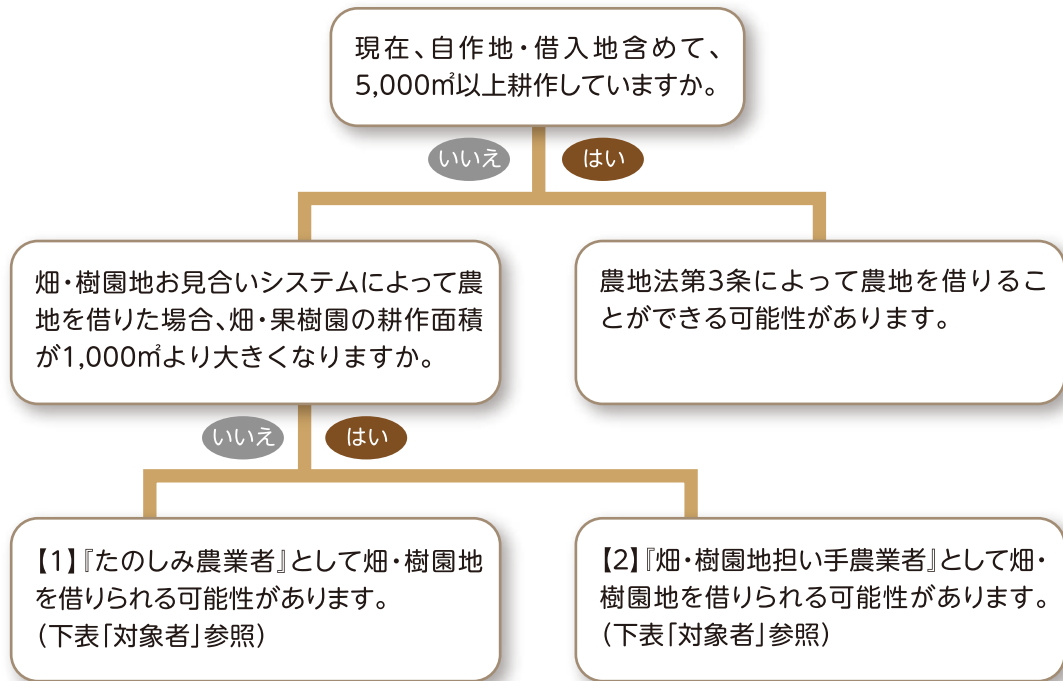 現在、自作地・借入地含めて、
5,000㎡以上耕作していますか。
いいえ
はい
畑・樹園地お見合いシステムによって農
地を借りた場合、畑・果樹園の耕作面積
が1,000㎡より大きくなりますか。
農地法第3条によって農地を借りるこ
とができる可能性があります。
いいえ
はい
【1】『たのしみ農業者』として畑・樹園地
を借りられる可能性があります。
(下表「対象者」参照)
【2】『畑・樹園地担い手農業者』として畑・
樹園地を借りられる可能性があります。
(下表「対象者」参照)